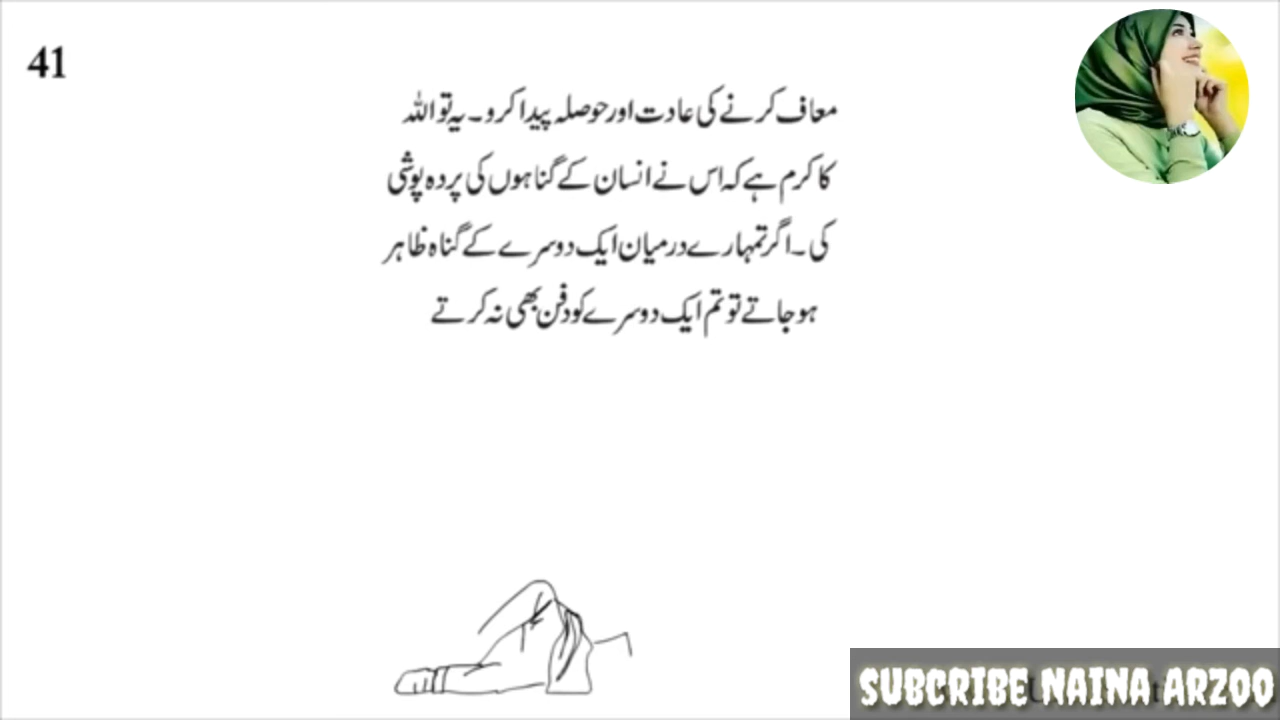 41
معاف کرنے کی عادت اور حوصلہ پیدا کرو ۔ یہ تو اللہ
کا کرم ہے کہ اس نے انسان کے گناہوں کی پردہ پوشی
کی ۔ اگر تمہارے درمیان ایک دوسرے کے گناہ ظاہر
ہو جاتے تو تم ایک دوسرے کو دفن بھی نہ کرتے
SUBCRIBE NAINA ARZOO